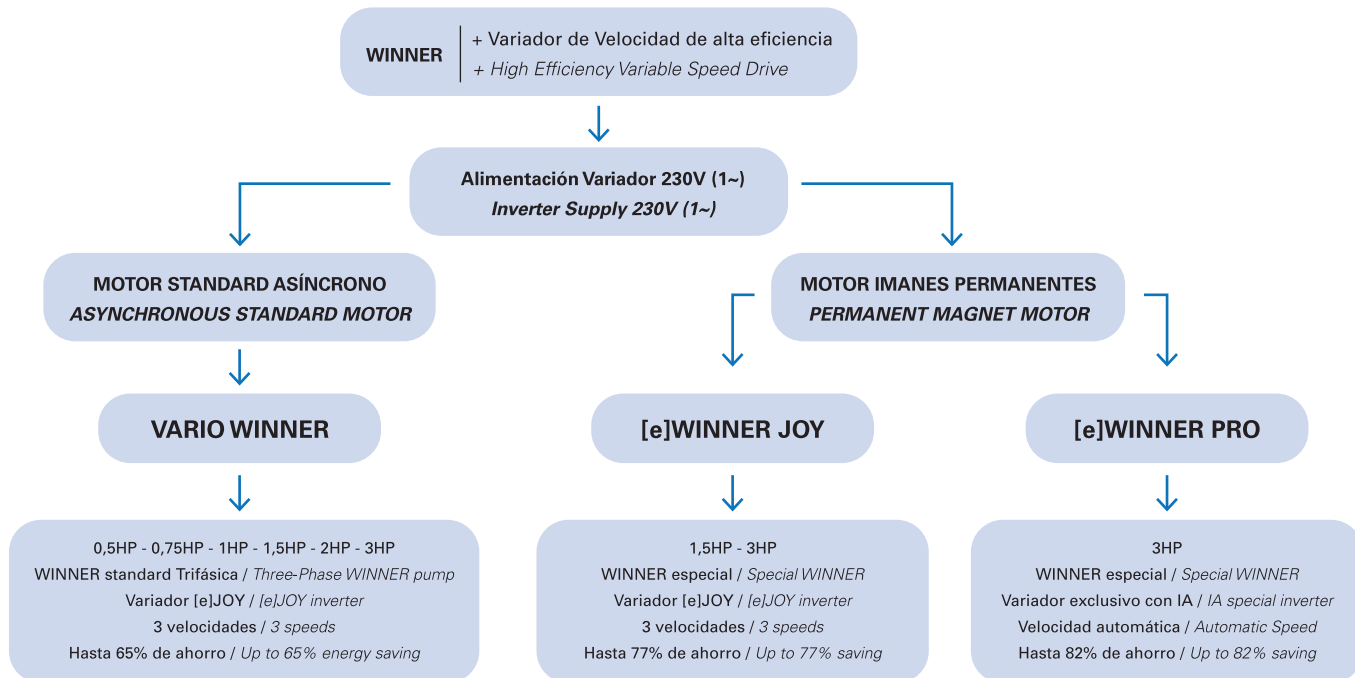 WINNER
+ Variador de Velocidad de alta eficiencia
+ High Efficiency Variable Speed Drive
Alimentación Variador 230V (1~)
Inverter Supply 230V (1~)
MOTOR STANDARD ASÍNCRONO
ASYNCHRONOUS STANDARD MOTOR
MOTOR IMANES PERMANENTES
PERMANENT MAGNET MOTOR
VARIO WINNER
[e]WINNER JOY
[e]WINNER PRO
0,5HP - 0,75HP - 1HP - 1,5HP - 2HP - 3HP
WINNER standard Trifásica / Three-Phase WINNER pump
Variador [e]JOY / [e]JOY inverter
3 velocidades / 3 speeds
Hasta 65% de ahorro / Up to 65% energy saving
1,5HP - 3HP
WINNER especial / Special WINNER
Variador [e]JOY / [e]JOY inverter
3 velocidades / 3 speeds
Hasta 77% de ahorro / Up to 77% saving
3HP
WINNER especial / Special WINNER
Variador exclusivo con IA / IA special inverter
Velocidad automática / Automatic Speed
Hasta 82% de ahorro / Up to 82% saving